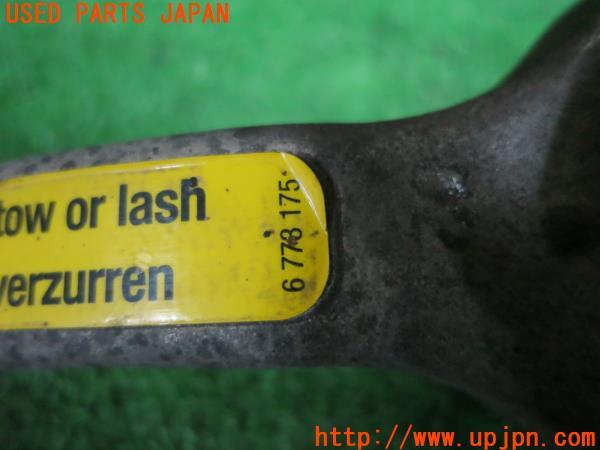 USED PARTS JAPAN
tow or lash
verzurren
6 778 175
http://www.upjpn.com/